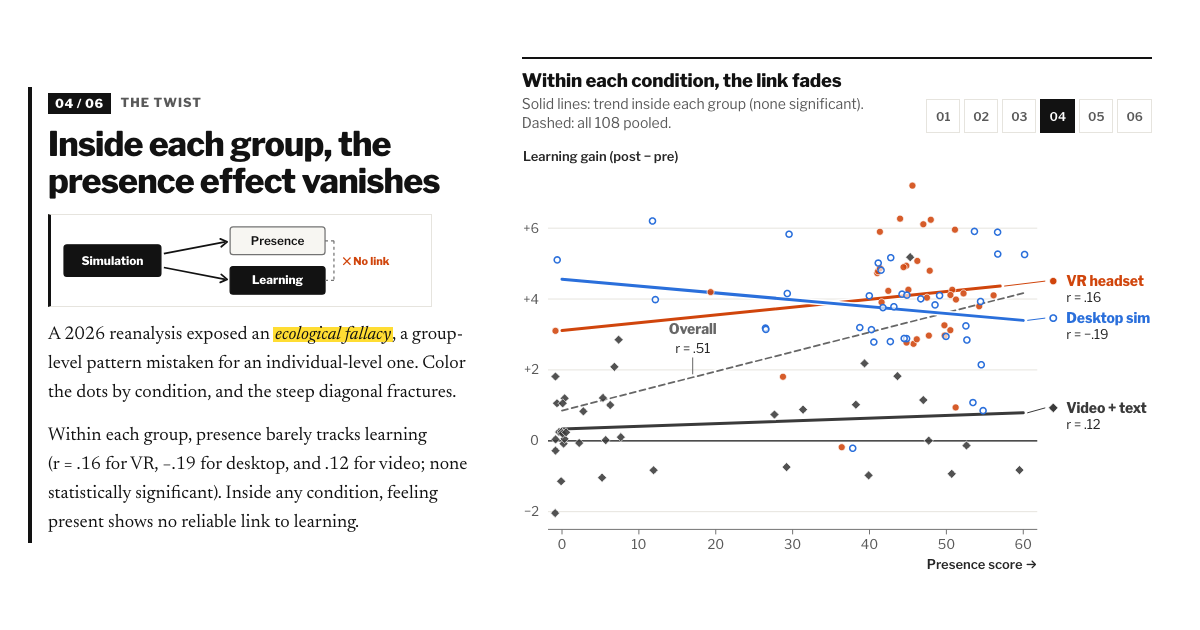 04 / 06 THE TWIST
Inside each group, the
presence effect vanishes
Simulation
Presence
Learning
× No link
A 2026 reanalysis exposed an ecological fallacy, a group-
level pattern mistaken for an individual-level one. Color
the dots by condition, and the steep diagonal fractures.
Within each group, presence barely tracks learning
(r = .16 for VR, −.19 for desktop, and .12 for video; none
statistically significant). Inside any condition, feeling
present shows no reliable link to learning.
Within each condition, the link fades
Solid lines: trend inside each group (none significant).
Dashed: all 108 pooled.
01 02 03 04 05 06
Learning gain (post − pre)
+6
+4
+2
0
−2
Overall
r = .51
VR headset
r = .16
Desktop sim
r = −.19
Video + text
r = .12
0 10 20 30 40 50 60
Presence score →